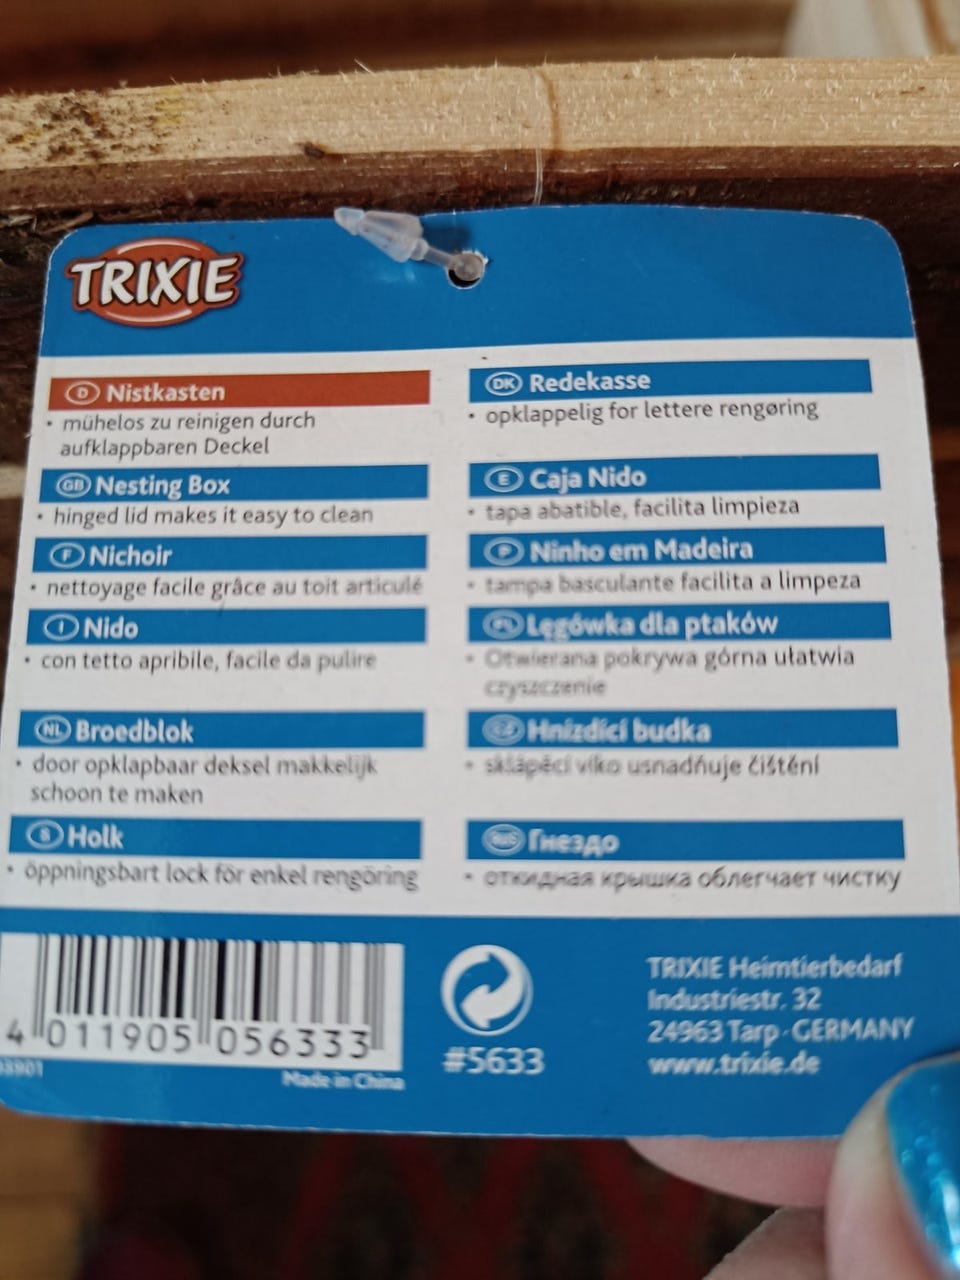 TRIXIE
D Nistkasten
• mühelos zu reinigen durch
aufklappbaren Deckel
GB Nesting Box
• hinged lid makes it easy to clean
F Nichoir
• nettoyage facile grâce au toit articulé
I Nido
• con tetto apribile, facile da pulire
NL Broedblok
• door opklapbaar deksel makkelijk
schoon te maken
S Holk
• öppningsbart lock för enkel rengöring
DK Redekasse
• opklappelig for lettere rengøring
E Caja Nido
• tapa abatible, facilita limpieza
P Ninho em Madeira
• tampa basculante facilita a limpeza
PL Lęgówka dla ptaków
• Otwierana pokrywa górna ułatwia
czyszczenie
CZ Hnízdící budka
• sklápěcí víko usnadňuje čištění
RUS Гнездо
• откидная крышка облегчает чистку
4 011905 056333
Made in China
#5633
TRIXIE Heimtierbedarf
Industriestr. 32
24963 Tarp · GERMANY
www.trixie.de